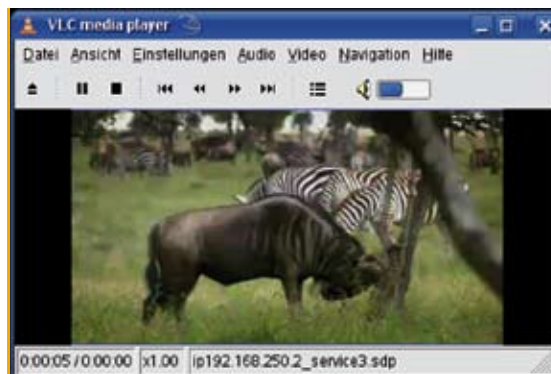 VLC media player
Datei Ansicht Einstellungen Audio Video Navigation Hilfe
0:00:05 / 0:00:00 x1.00 ip192.168.250.2_service3.sdp